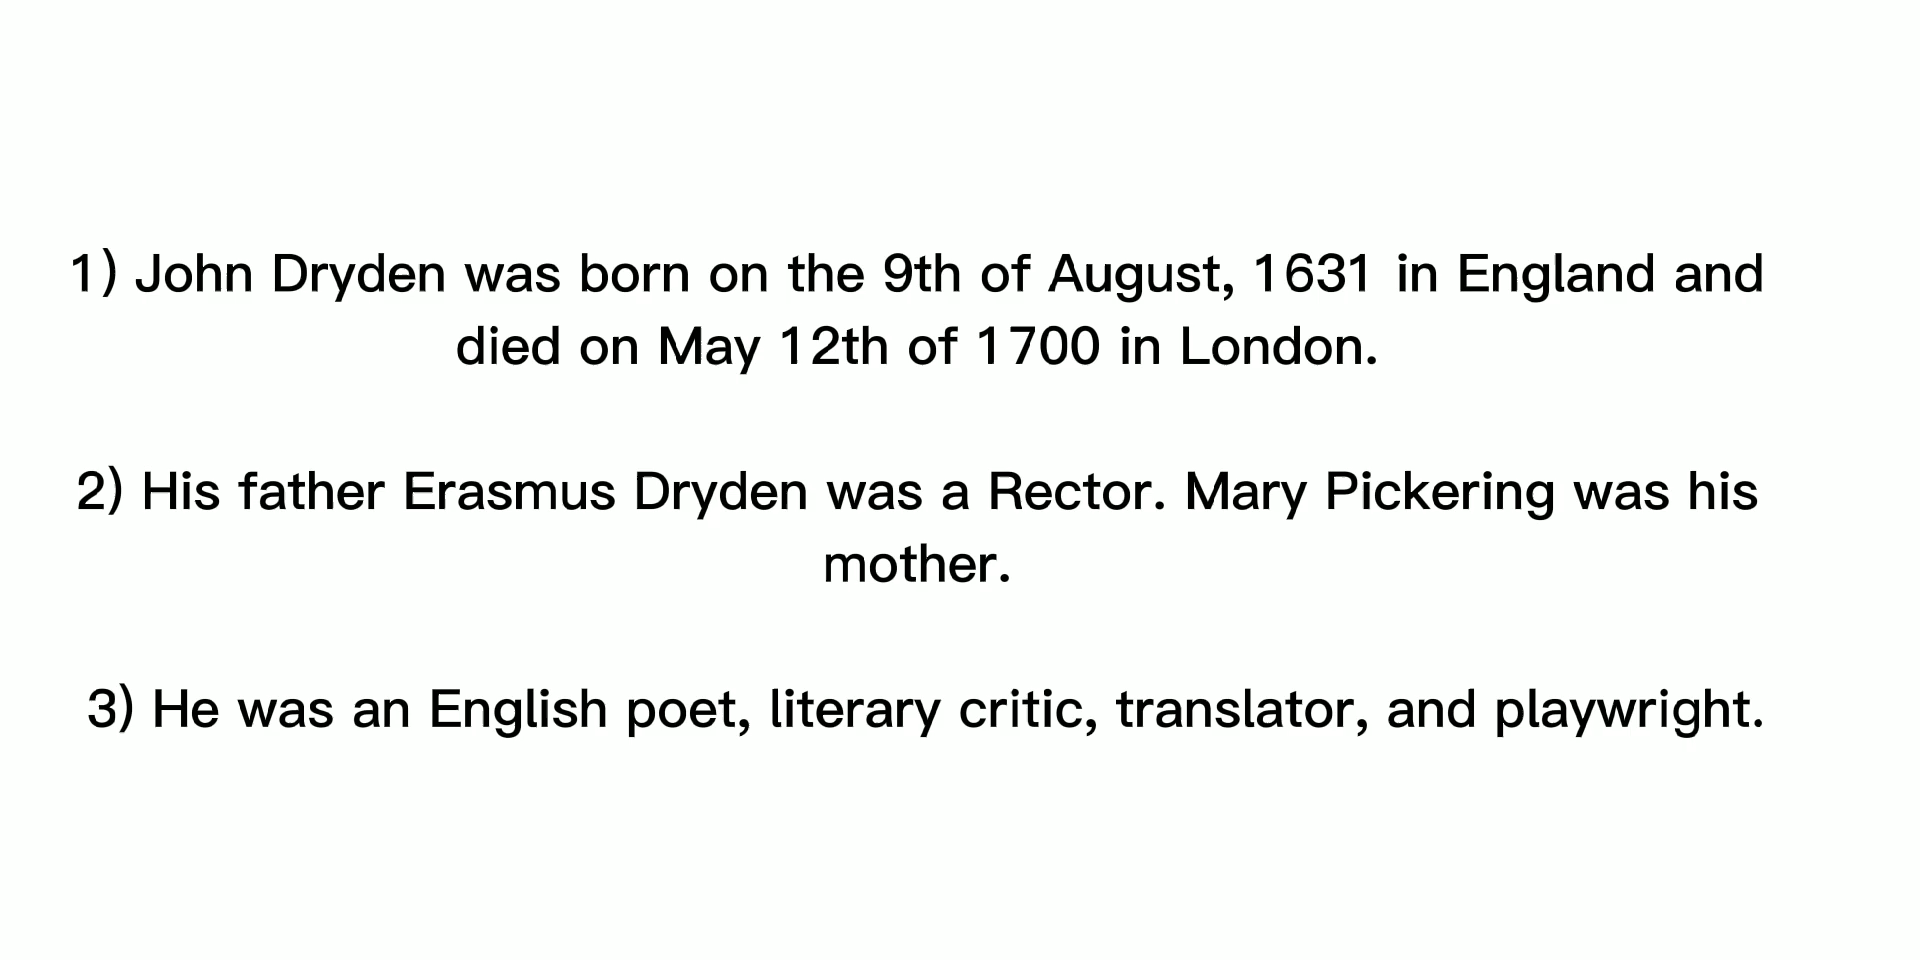 1) John Dryden was born on the 9th of August, 1631 in England and
died on May 12th of 1700 in London.
2) His father Erasmus Dryden was a Rector. Mary Pickering was his
mother.
3) He was an English poet, literary critic, translator, and playwright.